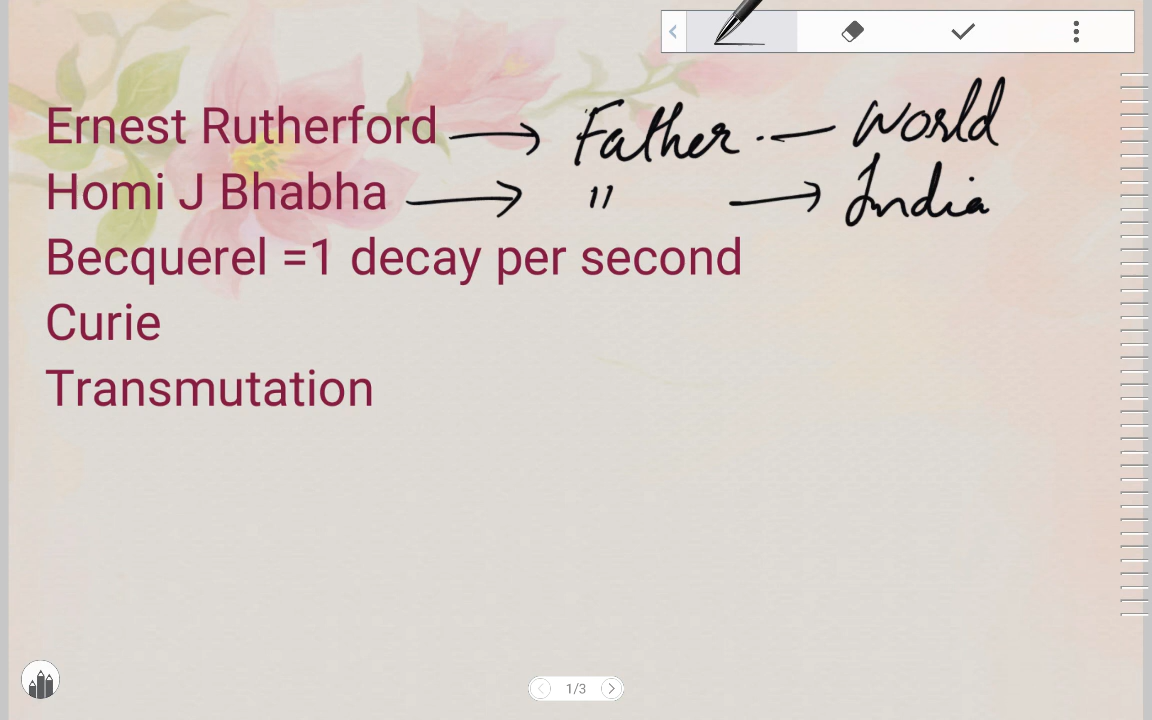 Ernest Rutherford → Father — World
Homi J Bhabha → " → India
Becquerel =1 decay per second
Curie
Transmutation
1/3